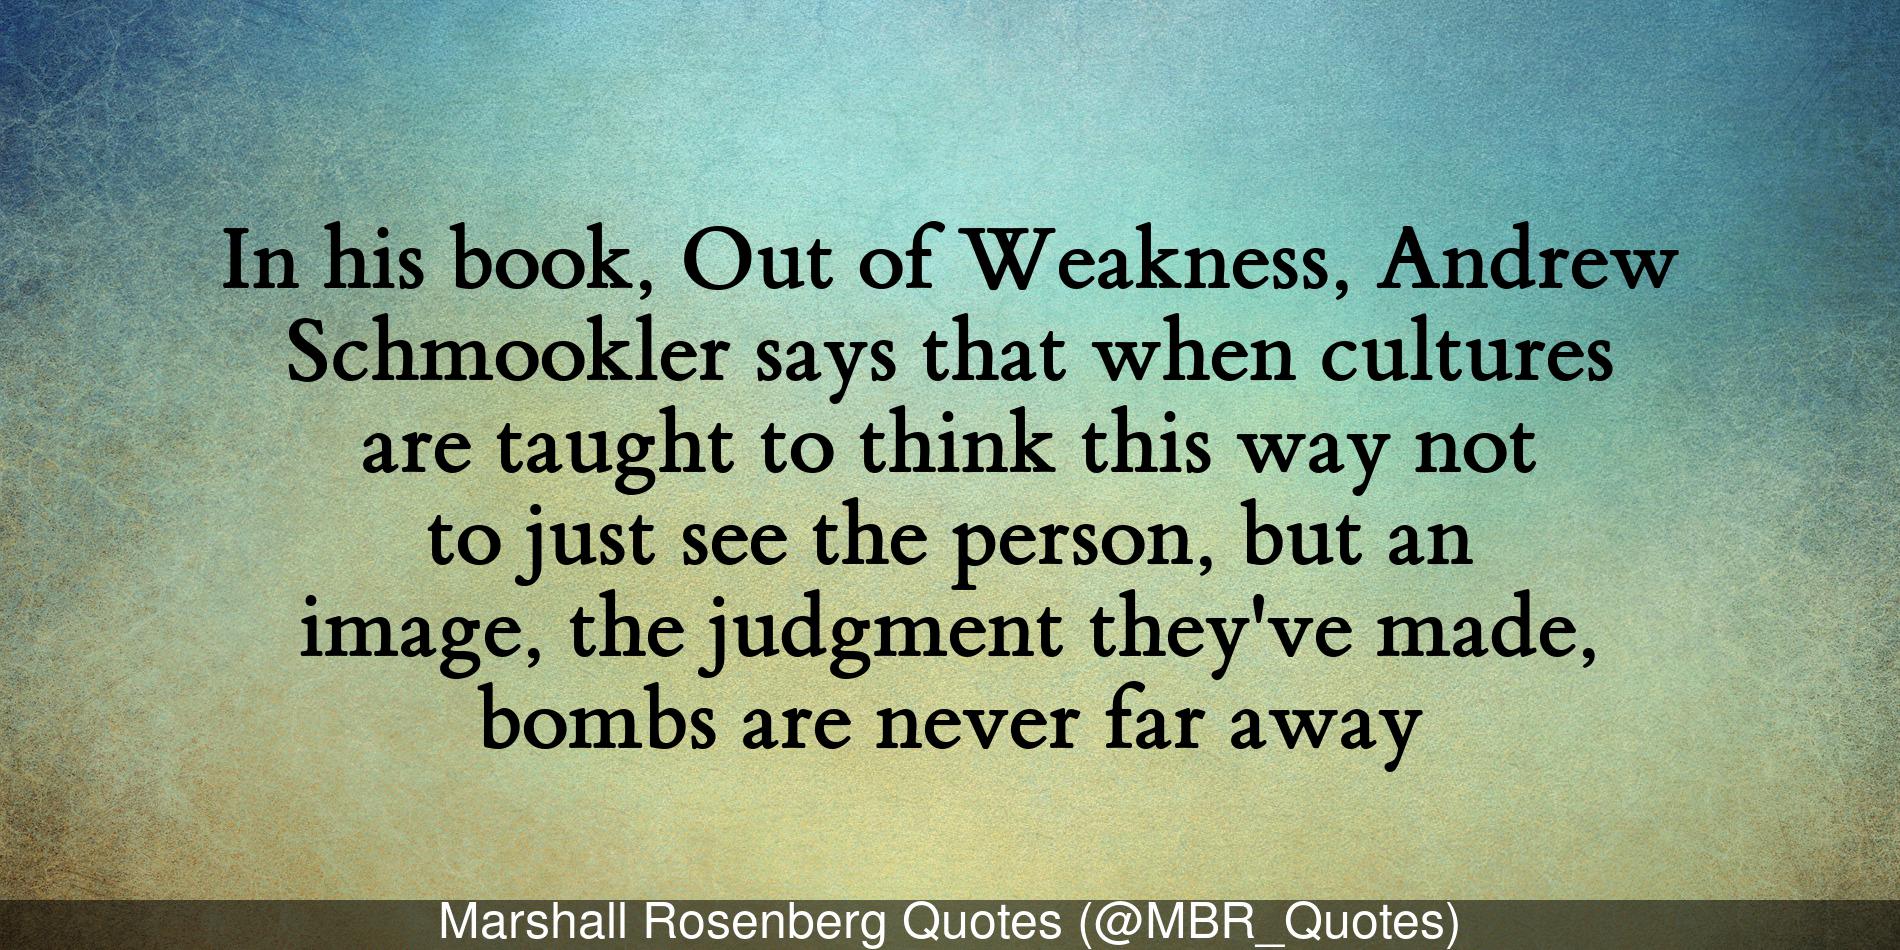 In his book, Out of Weakness, Andrew
Schmookler says that when cultures
are taught to think this way not
to just see the person, but an
image, the judgment they've made,
bombs are never far away
Marshall Rosenberg Quotes (@MBR_Quotes)